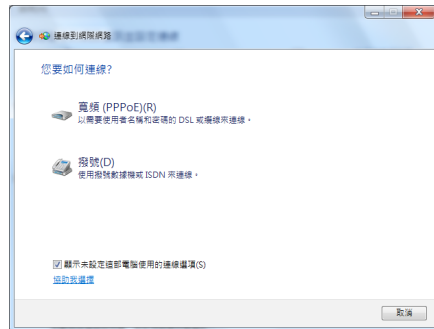 連線到網際網路
您要如何連線?
寬頻 (PPPoE)(R)
以需要使用者名稱和密碼的 DSL 或纜線來連線。
撥號(D)
使用撥號數據機或 ISDN 來連線。
顯示未設定這部電腦使用的連線選項(S)
協助我選擇
取消